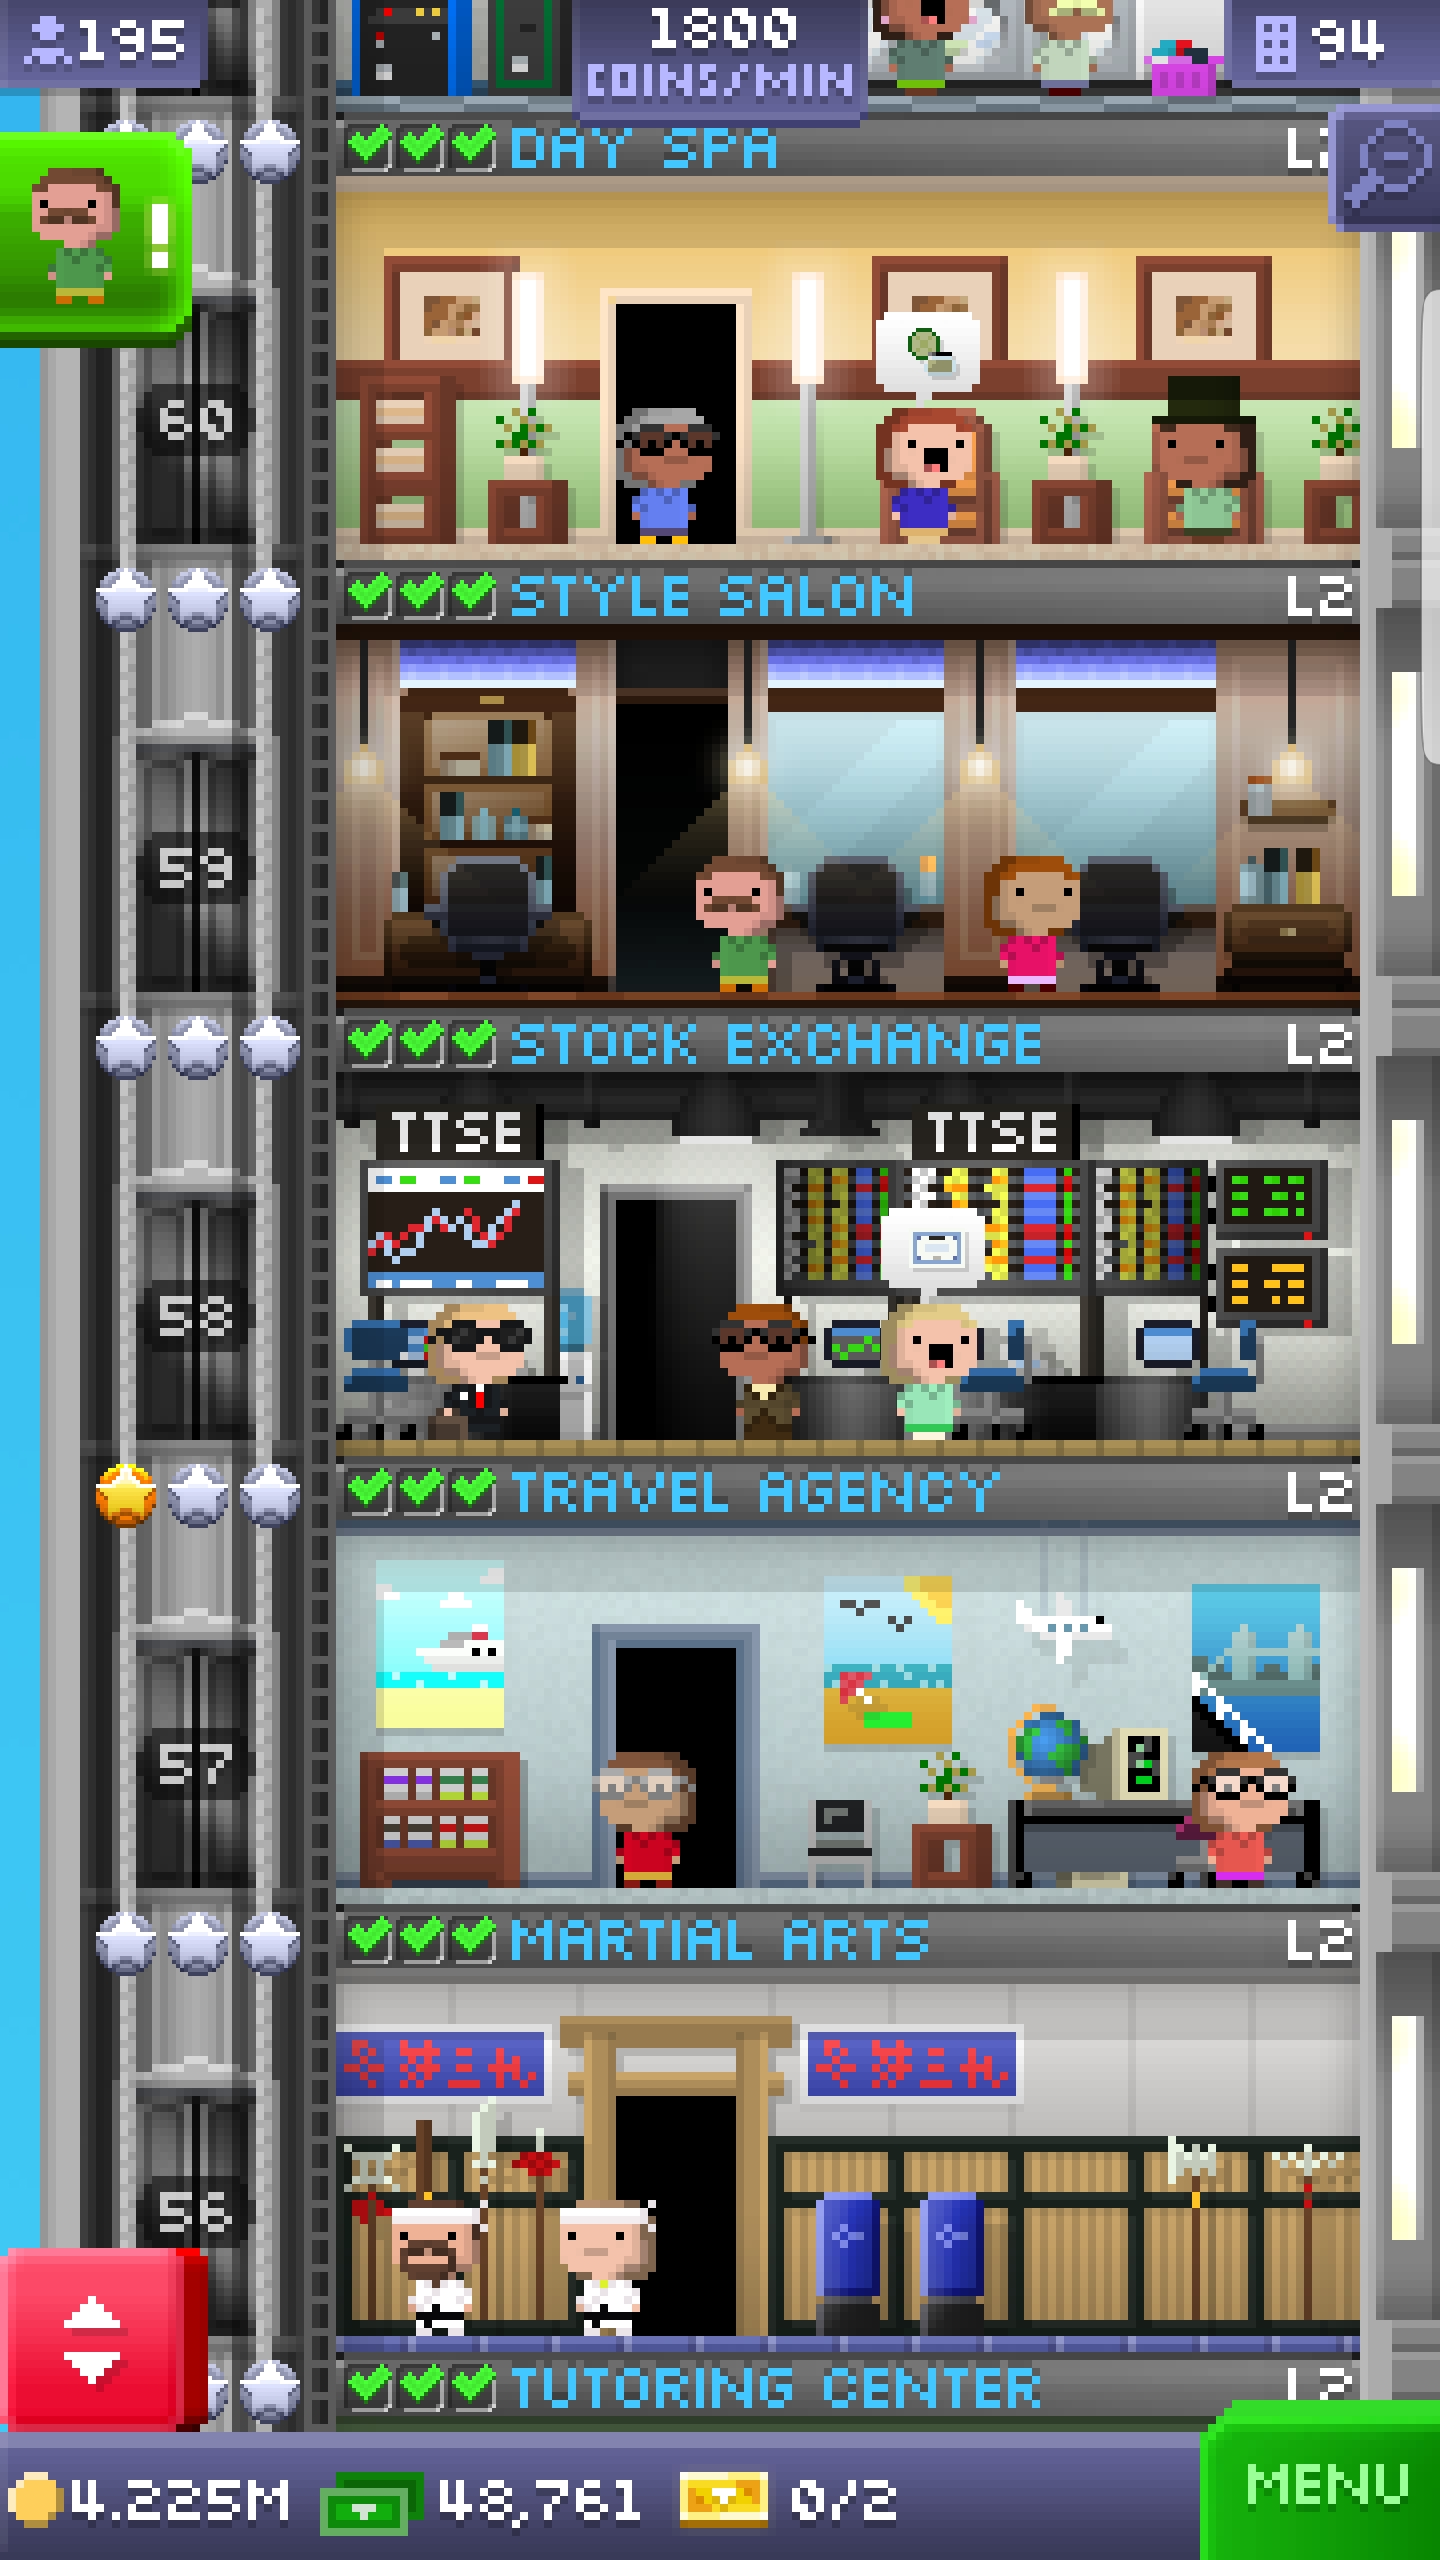 195
1800
COINS/MIN
94
DAY SPA
!
60
STYLE SALON L2
59
STOCK EXCHANGE L2
TTSE TTSE
58
TRAVEL AGENCY L2
57
MARTIAL ARTS L2
56
TUTORING CENTER L2
4.225M 48,761 0/2
MENU